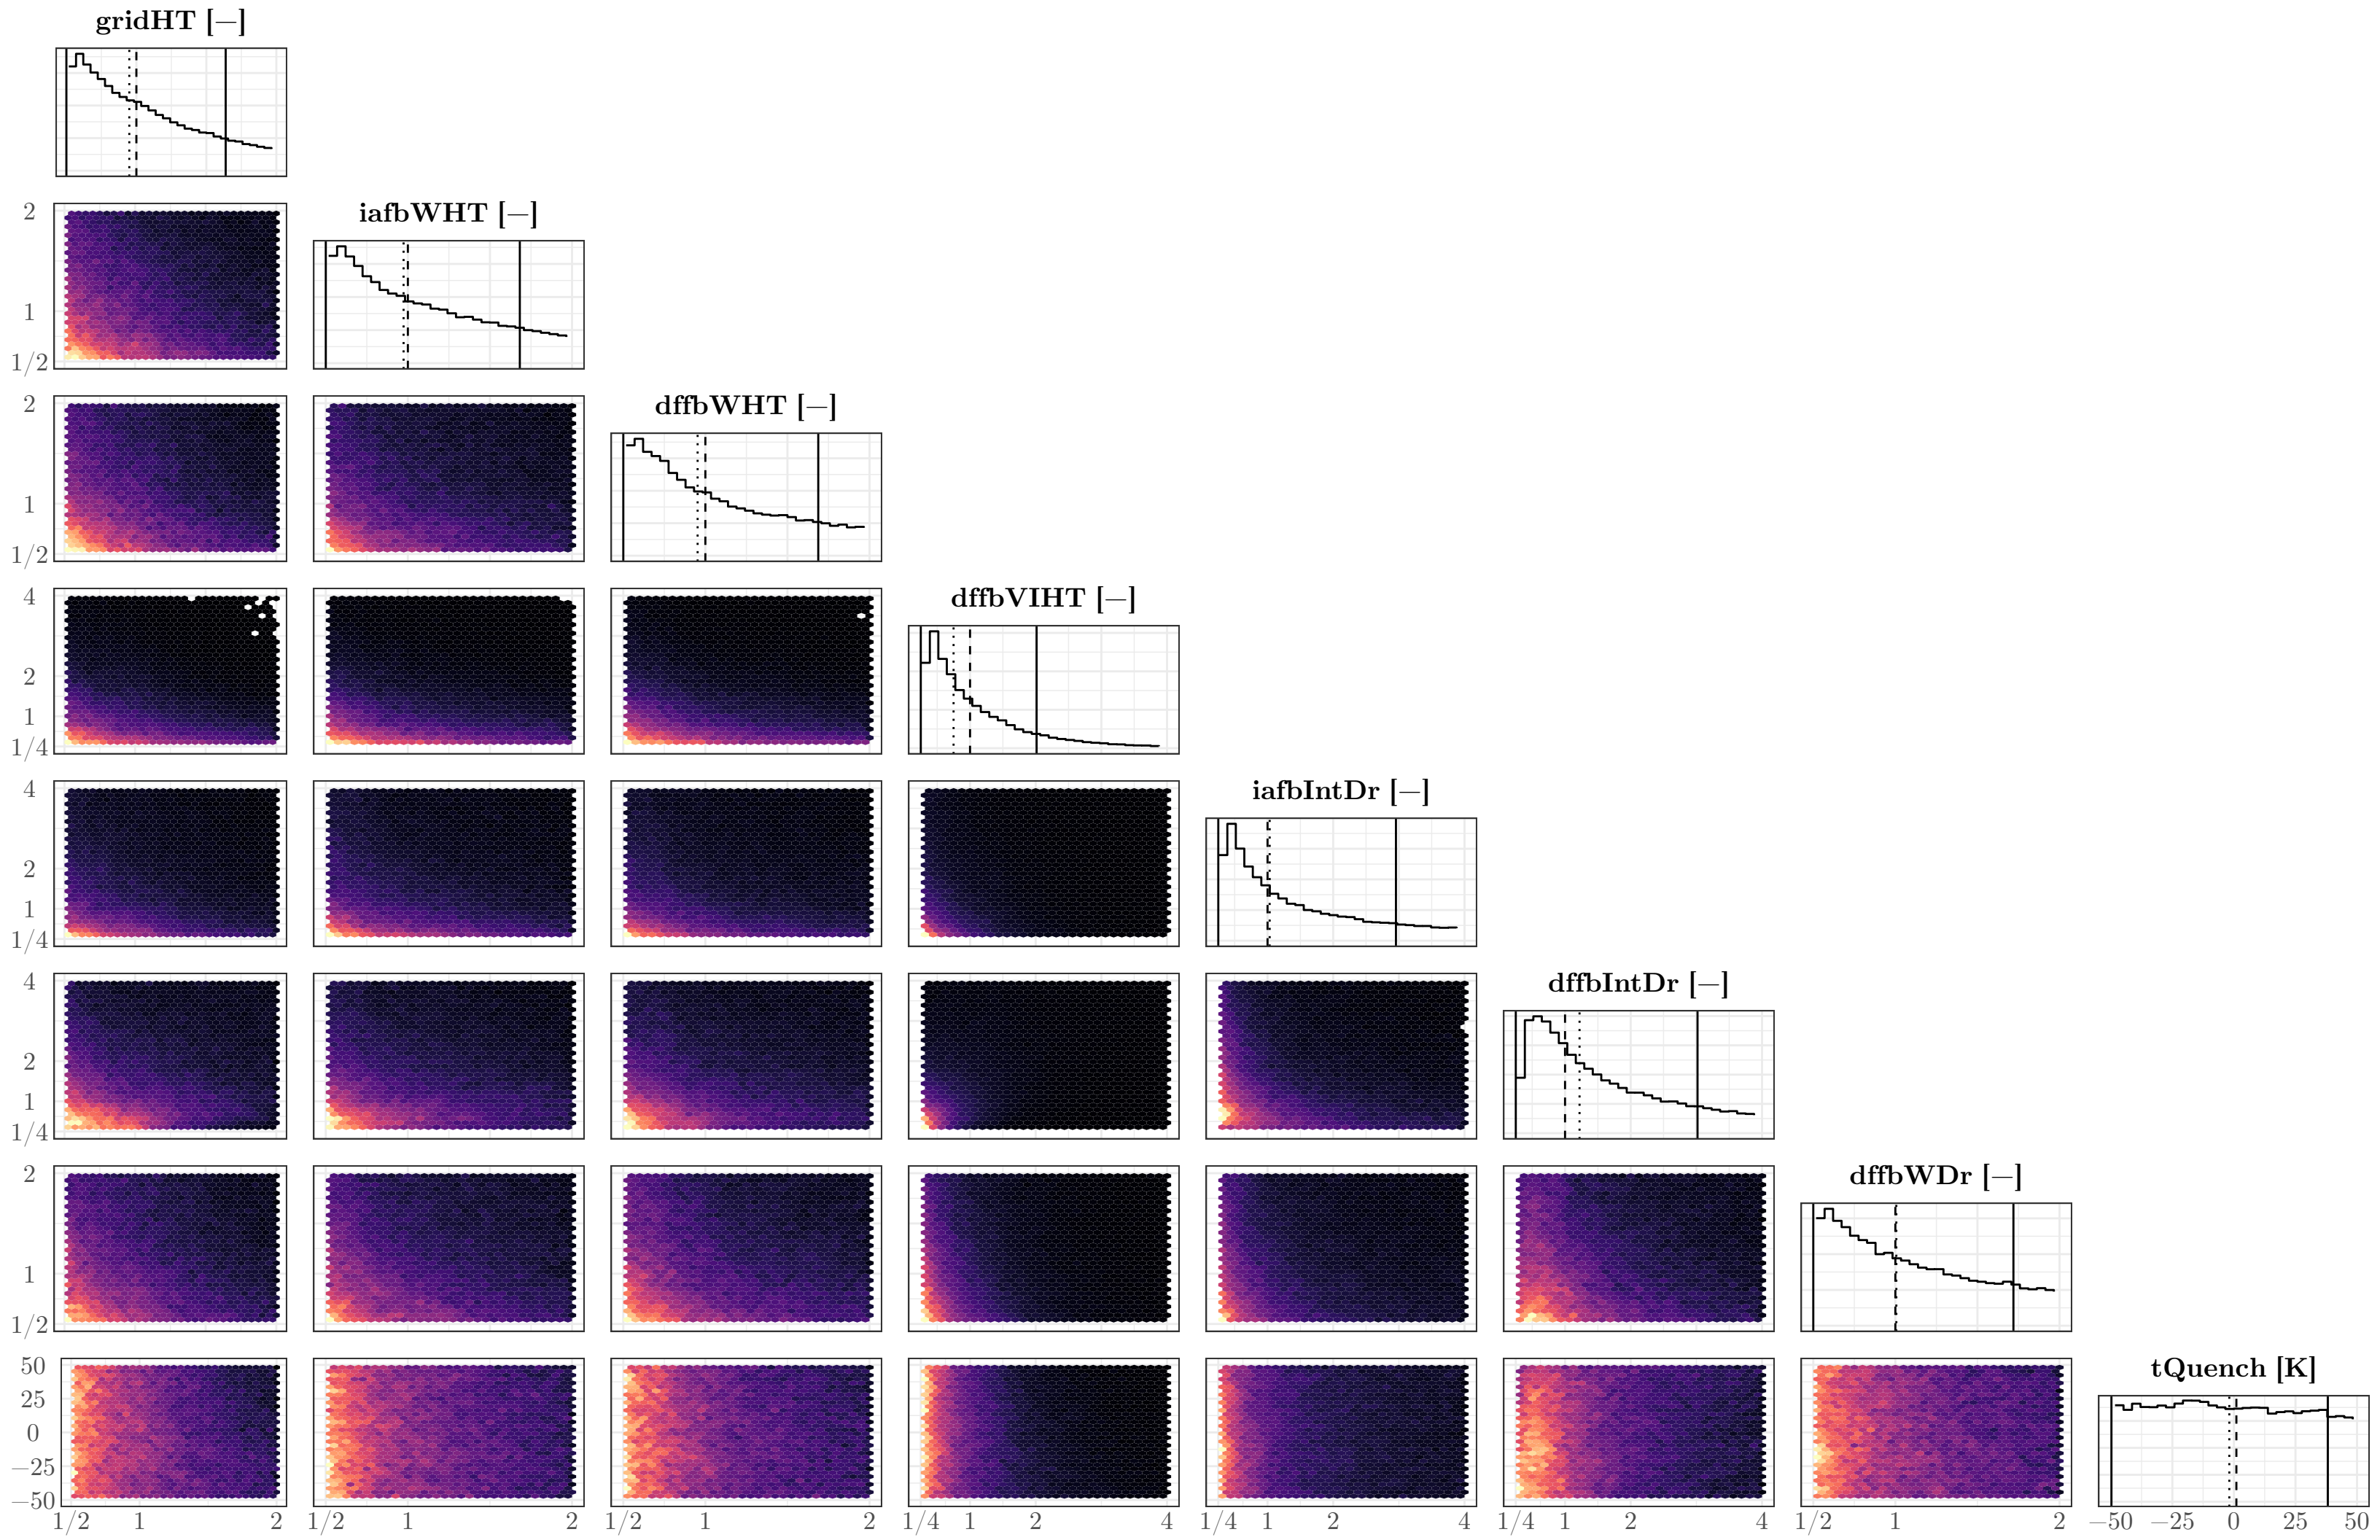 gridHT [—]
2
1
1/2
iafbWHT [—]
2
1
1/2
dffbWHT [—]
4
2
1
1/4
dffbVIHT [—]
4
2
1
1/4
iafbIntDr [—]
4
2
1
1/4
dffbIntDr [—]
2
1
1/2
dffbWDr [—]
50
25
0
−25
−50
tQuench [K]
1/2 1 2 1/2 1 2 1/2 1 2 1/4 1 2 4 1/4 1 2 4 1/4 1 2 4 1/2 1 2 −50 −25 0 25 50